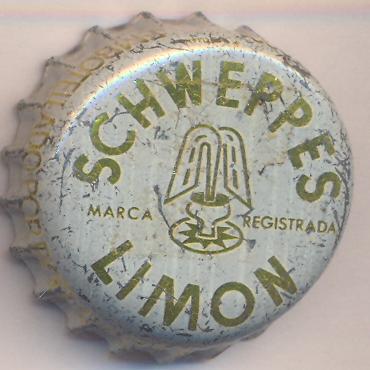 SCHWEPPES
MARCA REGISTRADA
LIMON